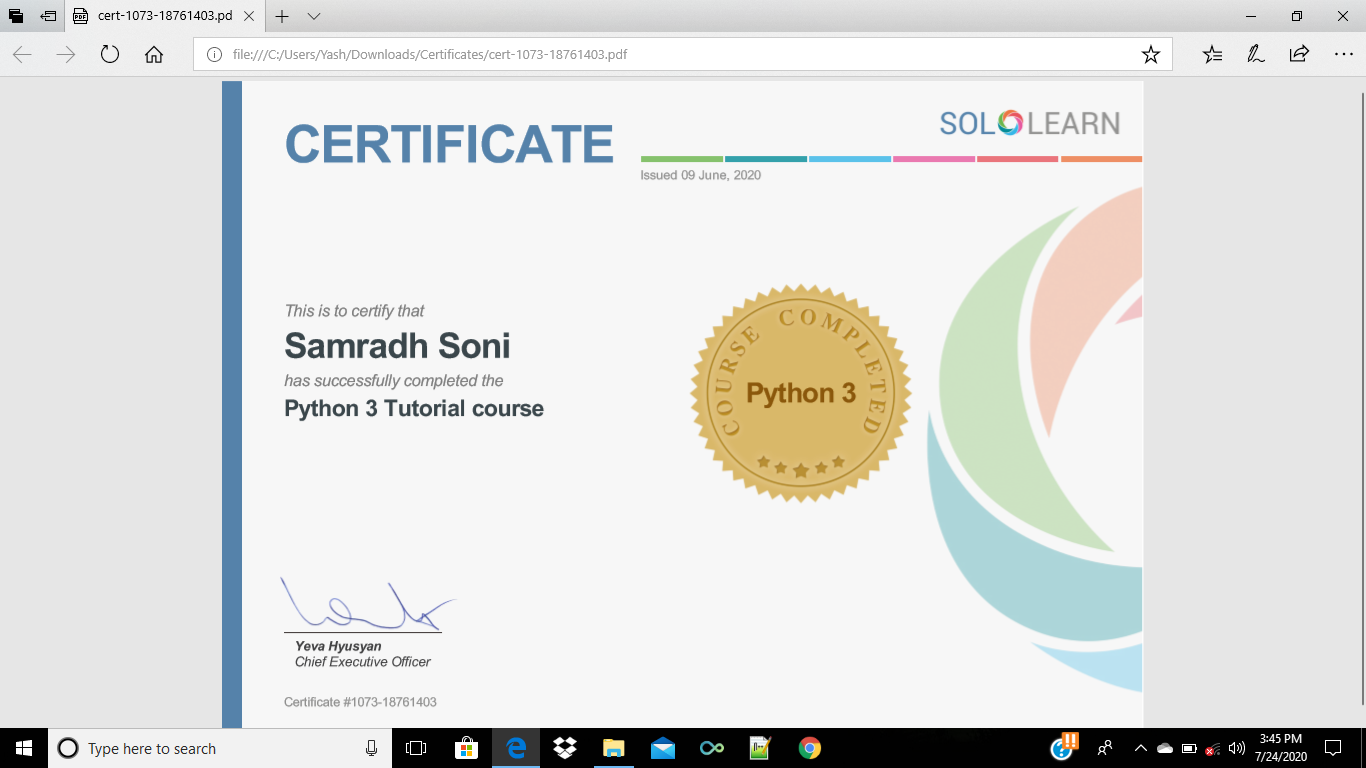 cert-1073-18761403.pd
file:///C:/Users/Yash/Downloads/Certificates/cert-1073-18761403.pdf
CERTIFICATE
SOLOLEARN
Issued 09 June, 2020
This is to certify that
Samradh Soni
has successfully completed the
Python 3 Tutorial course
COURSE COMPLETED
Python 3
Yeva Hyusyan
Chief Executive Officer
Certificate #1073-18761403
Type here to search
3:45 PM
7/24/2020